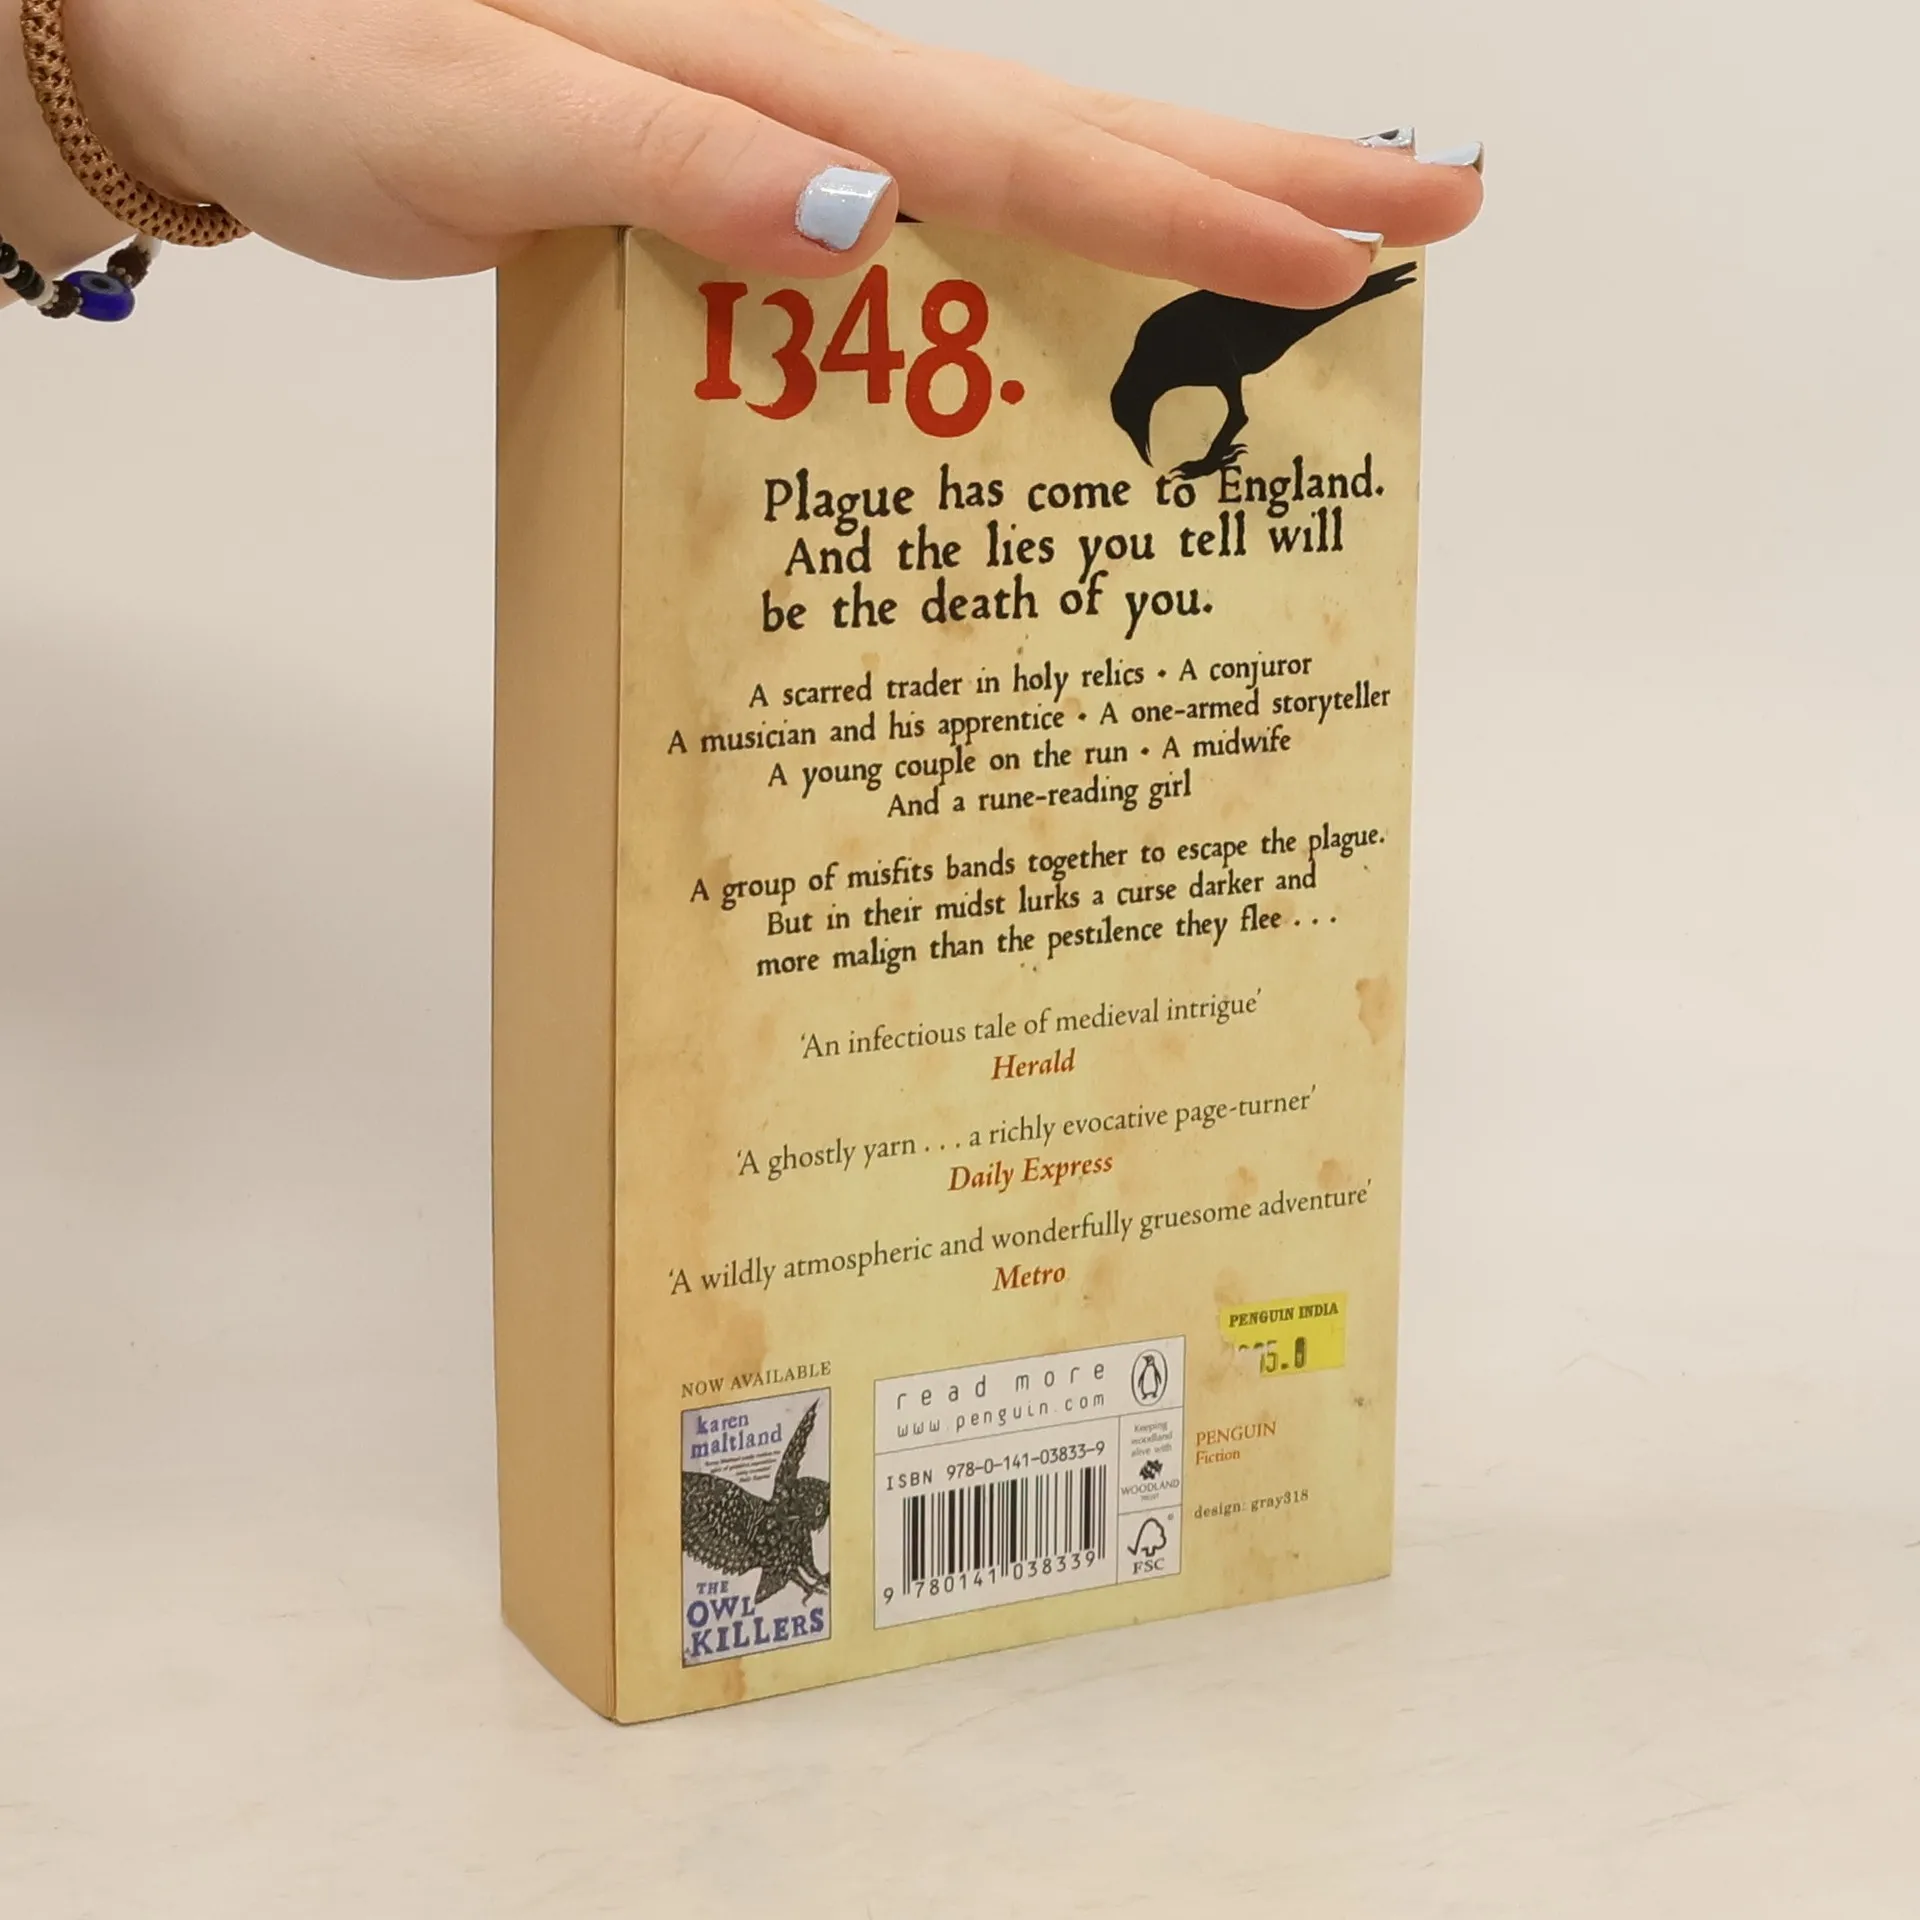 1348.
Plague has come to England.
And the lies you tell will
be the death of you.
A scarred trader in holy relics • A conjuror
A musician and his apprentice • A one-armed storyteller
A young couple on the run • A midwife
And a rune-reading girl
A group of misfits bands together to escape the plague.
But in their midst lurks a curse darker and
more malign than the pestilence they flee . . .
‘An infectious tale of medieval intrigue’
Herald
‘A ghostly yarn . . . a richly evocative page-turner’
Daily Express
‘A wildly atmospheric and wonderfully gruesome adventure’
Metro
NOW AVAILABLE
karen
maitland
THE
OWL
KILLERS
read more
www.penguin.com
ISBN 978-0-141-03833-9
9 780141 038339
Keeping
woodland
alive with
WOODLAND
TRUST
FSC
PENGUIN INDIA
PENGUIN
Fiction
design: gray318